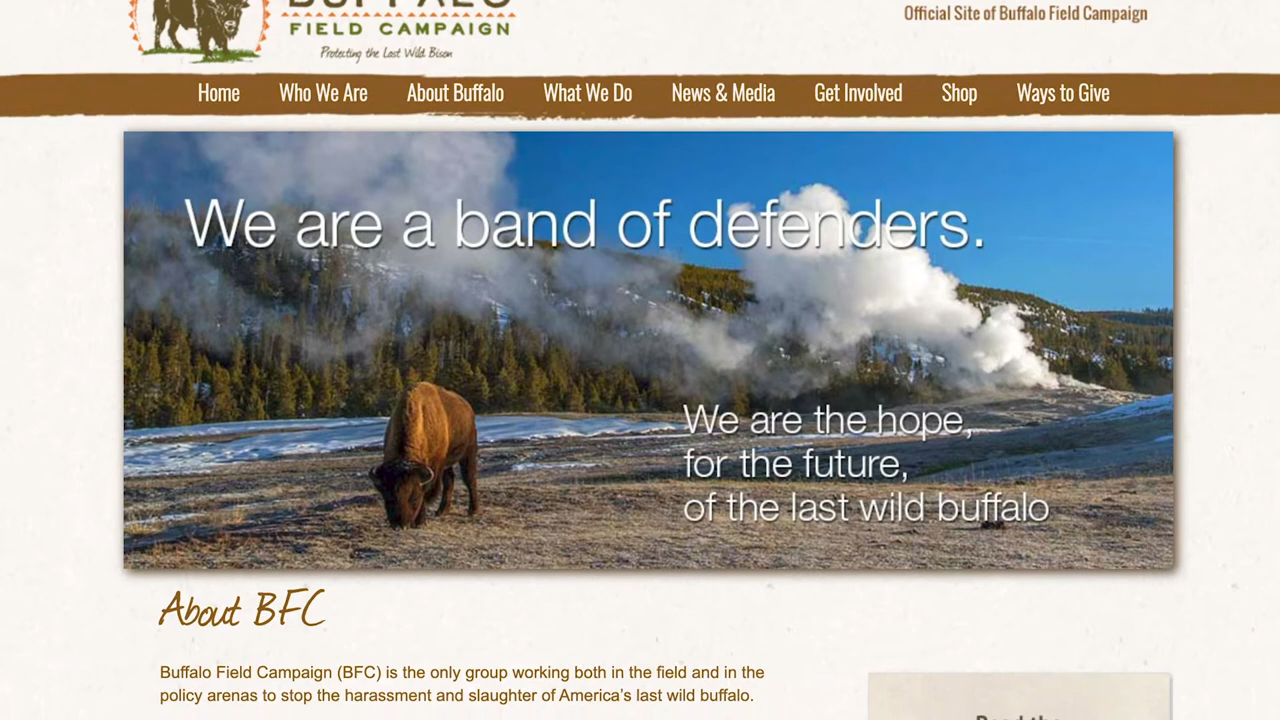 BUFFALO
FIELD CAMPAIGN
Protecting the Last Wild Bison
Official Site of Buffalo Field Campaign
Home Who We Are About Buffalo What We Do News & Media Get Involved Shop Ways to Give
We are a band of defenders.
We are the hope,
for the future,
of the last wild buffalo
About BFC
Buffalo Field Campaign (BFC) is the only group working both in the field and in the
policy arenas to stop the harassment and slaughter of America’s last wild buffalo.
Read the